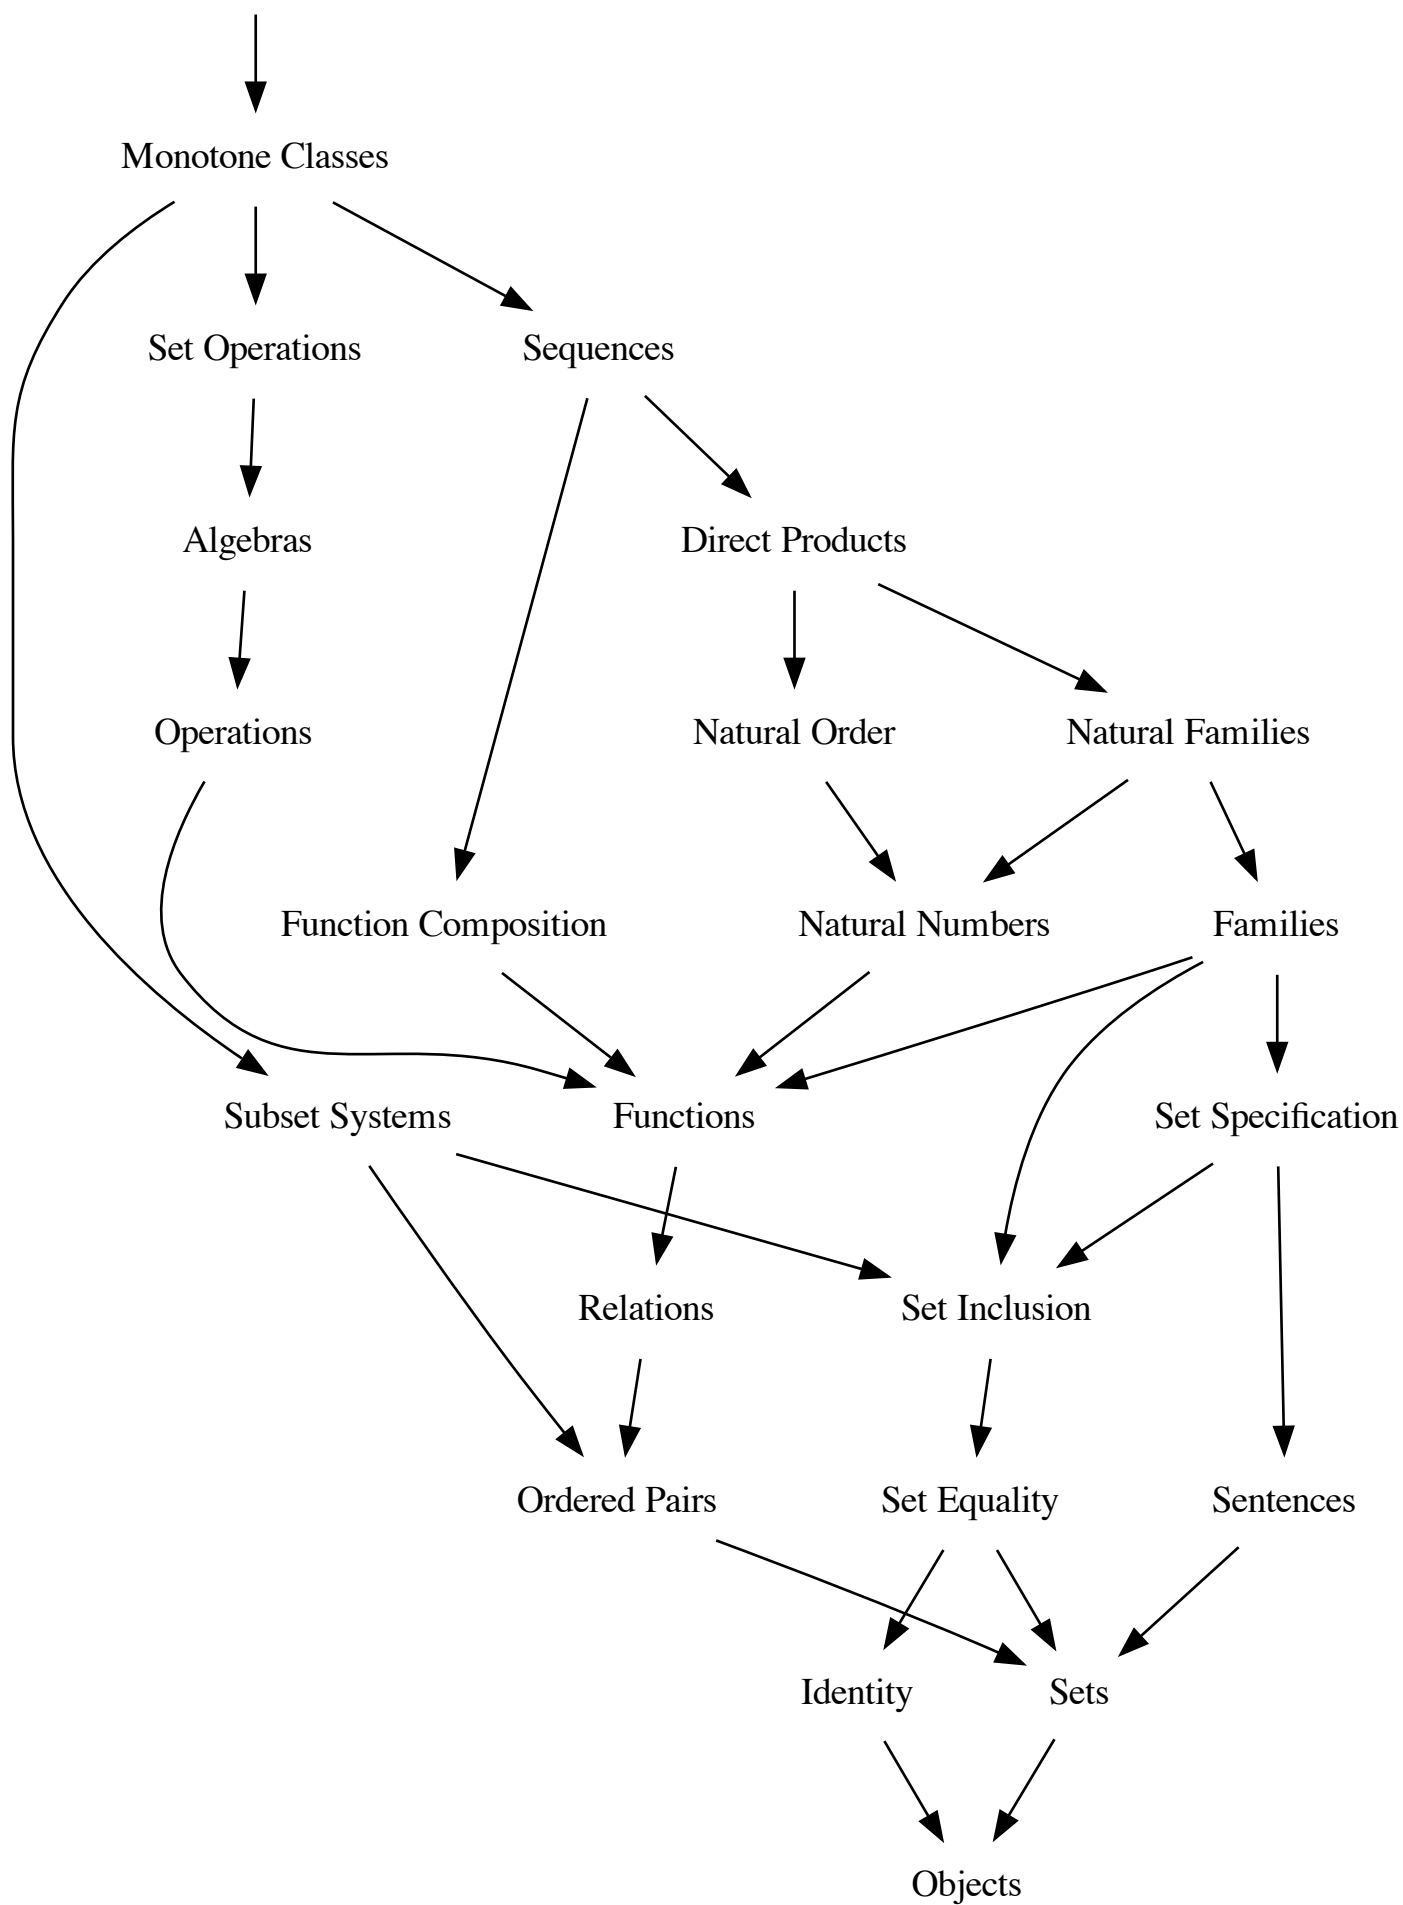 Monotone Classes
Set Operations
Sequences
Algebras
Direct Products
Operations
Natural Order
Natural Families
Function Composition
Natural Numbers
Families
Subset Systems
Functions
Set Specification
Relations
Set Inclusion
Ordered Pairs
Set Equality
Sentences
Identity
Sets
Objects